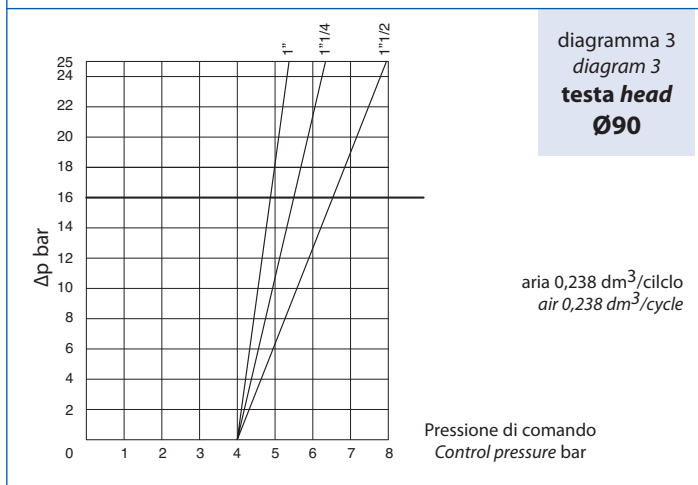 1"
1"1/4
1"1/2
diagramma 3
diagram 3
testa head
Ø90
25
24
22
20
18
16
14
12
10
8
6
4
2
Δp bar
aria 0,238 dm³/cilclo
air 0,238 dm³/cycle
Pressione di comando
Control pressure bar
0 1 2 3 4 5 6 7 8